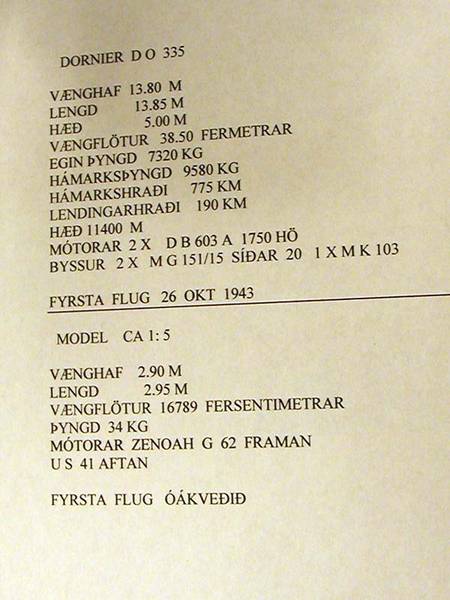 DORNIER D O 335
VÆNGHAF 13.80 M
LENGD 13.85 M
HÆÐ 5.00 M
VÆNGFLÖTUR 38.50 FERMETRAR
EGIN ÞYNGD 7320 KG
HÁMARKSÞYNGD 9580 KG
HÁMARKSHRAÐI 775 KM
LENDINGARHRAÐI 190 KM
HÆÐ 11400 M
MÓTORAR 2 X D B 603 A 1750 HÖ
BYSSUR 2 X M G 151/15 SÍÐAR 20 1 X M K 103
FYRSTA FLUG 26 OKT 1943
MODEL CA 1: 5
VÆNGHAF 2.90 M
LENGD 2.95 M
VÆNGFLÖTUR 16789 FERSENTIMETRAR
ÞYNGD 34 KG
MÓTORAR ZENOAH G 62 FRAMAN
U S 41 AFTAN
FYRSTA FLUG ÓÁKVEÐIÐ